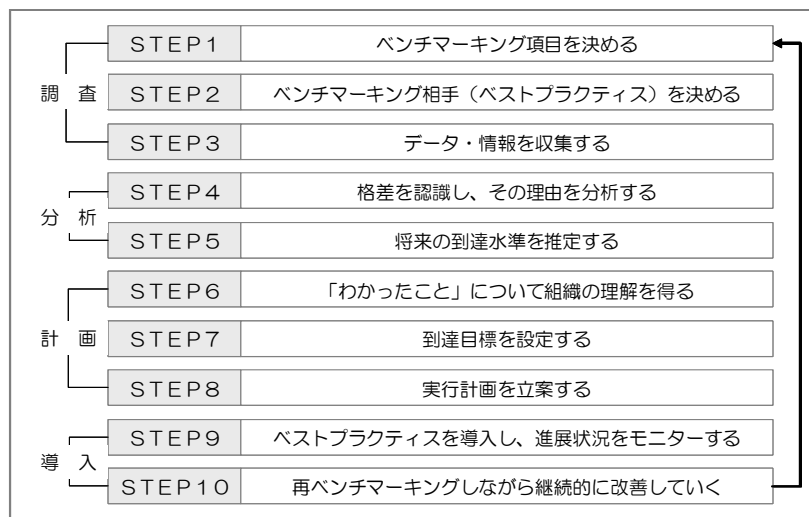 調 査
STEP1 ベンチマーキング項目を決める
STEP2 ベンチマーキング相手（ベストプラクティス）を決める
STEP3 データ・情報を収集する
分 析
STEP4 格差を認識し、その理由を分析する
STEP5 将来の到達水準を推定する
計 画
STEP6 「わかったこと」について組織の理解を得る
STEP7 到達目標を設定する
STEP8 実行計画を立案する
導 入
STEP9 ベストプラクティスを導入し、進展状況をモニターする
STEP10 再ベンチマーキングしながら継続的に改善していく